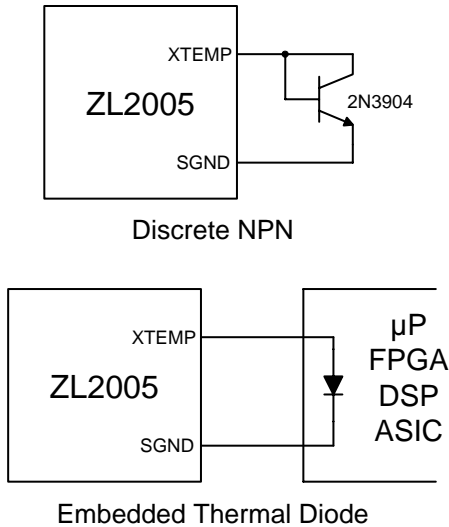 XTEMP
ZL2005
2N3904
SGND
Discrete NPN
XTEMP
ZL2005
SGND
µP
FPGA
DSP
ASIC
Embedded Thermal Diode